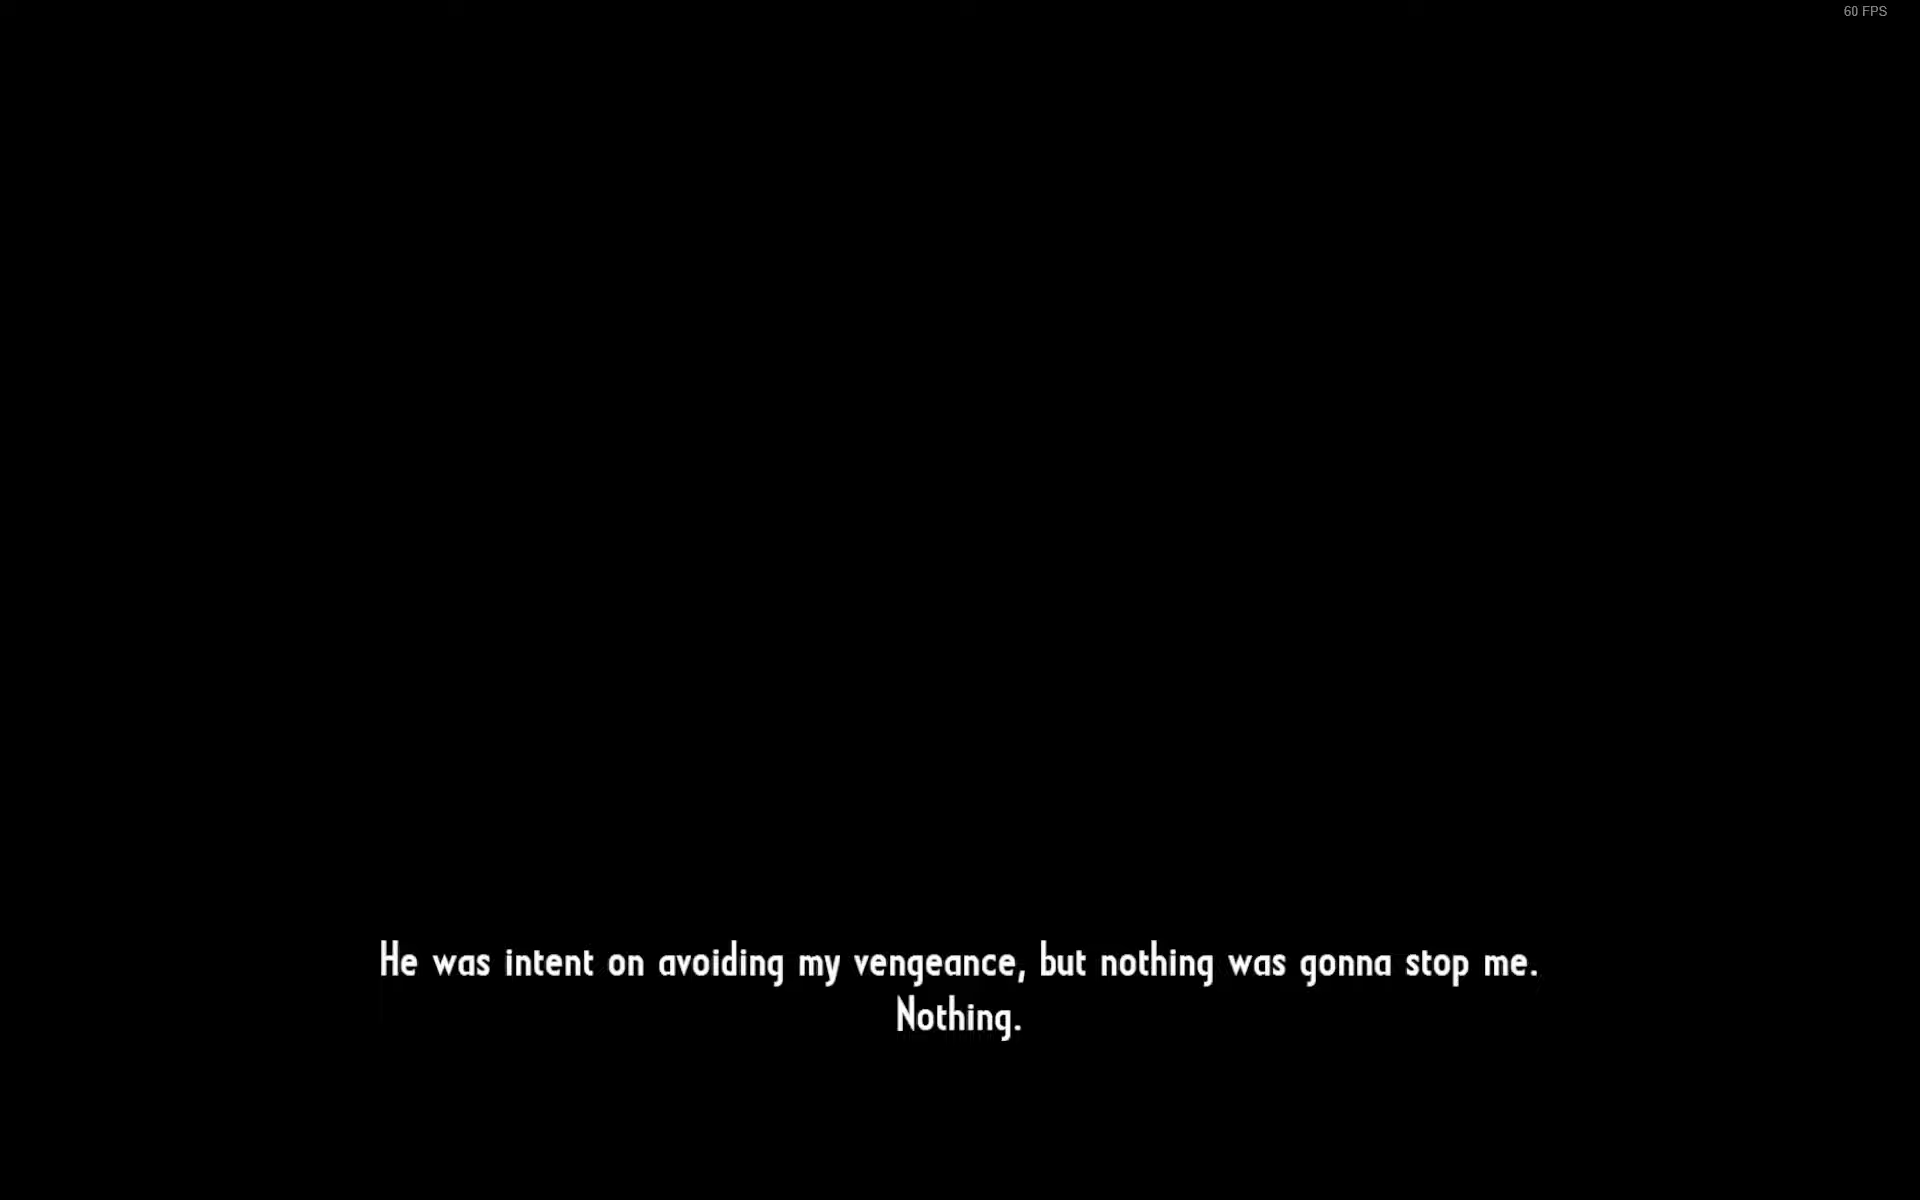 60 FPS
He was intent on avoiding my vengeance, but nothing was gonna stop me.
Nothing.